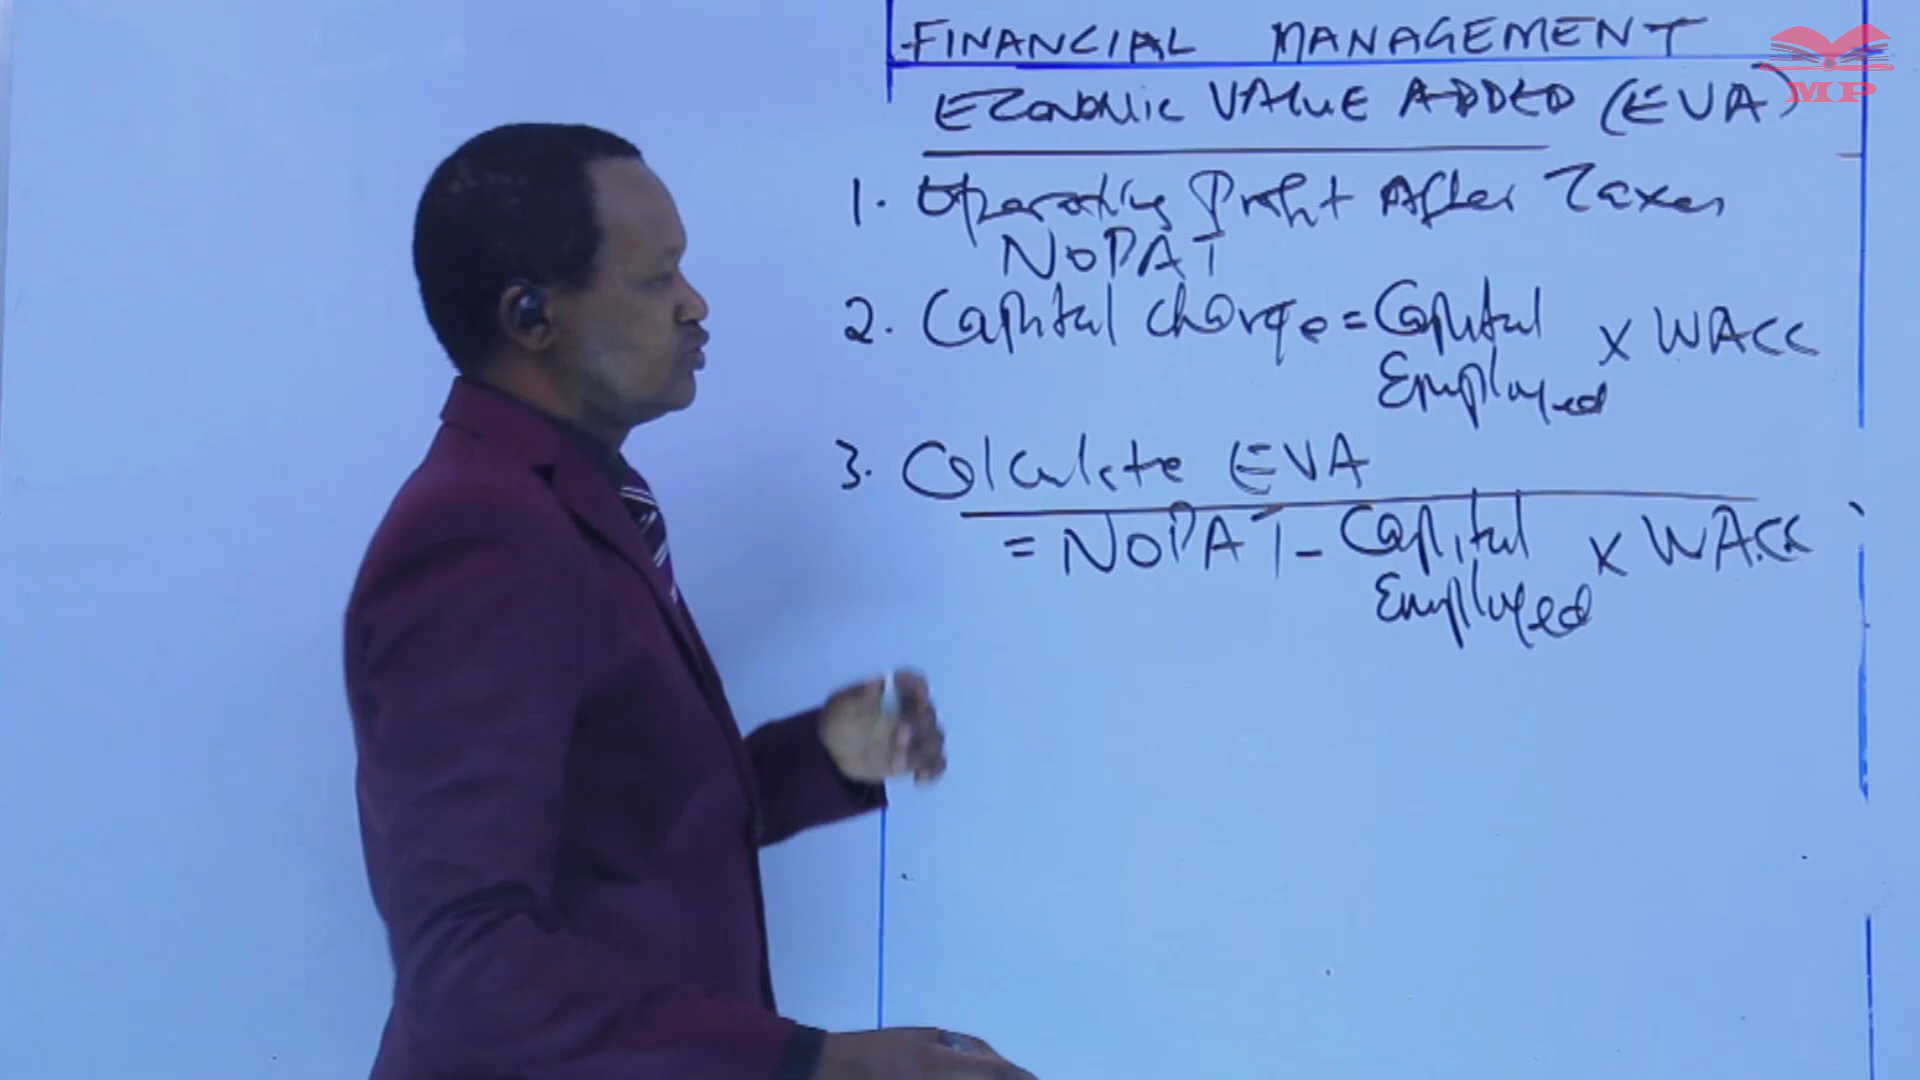 FINANCIAL MANAGEMENT
ECONOMIC VALUE ADDED (EVA)
1. Operating Profit After Taxes
NOPAT
2. Capital charge = Capital Employed x WACC
3. Calculate EVA
= NOPAT - Capital Employed x WACC
MP